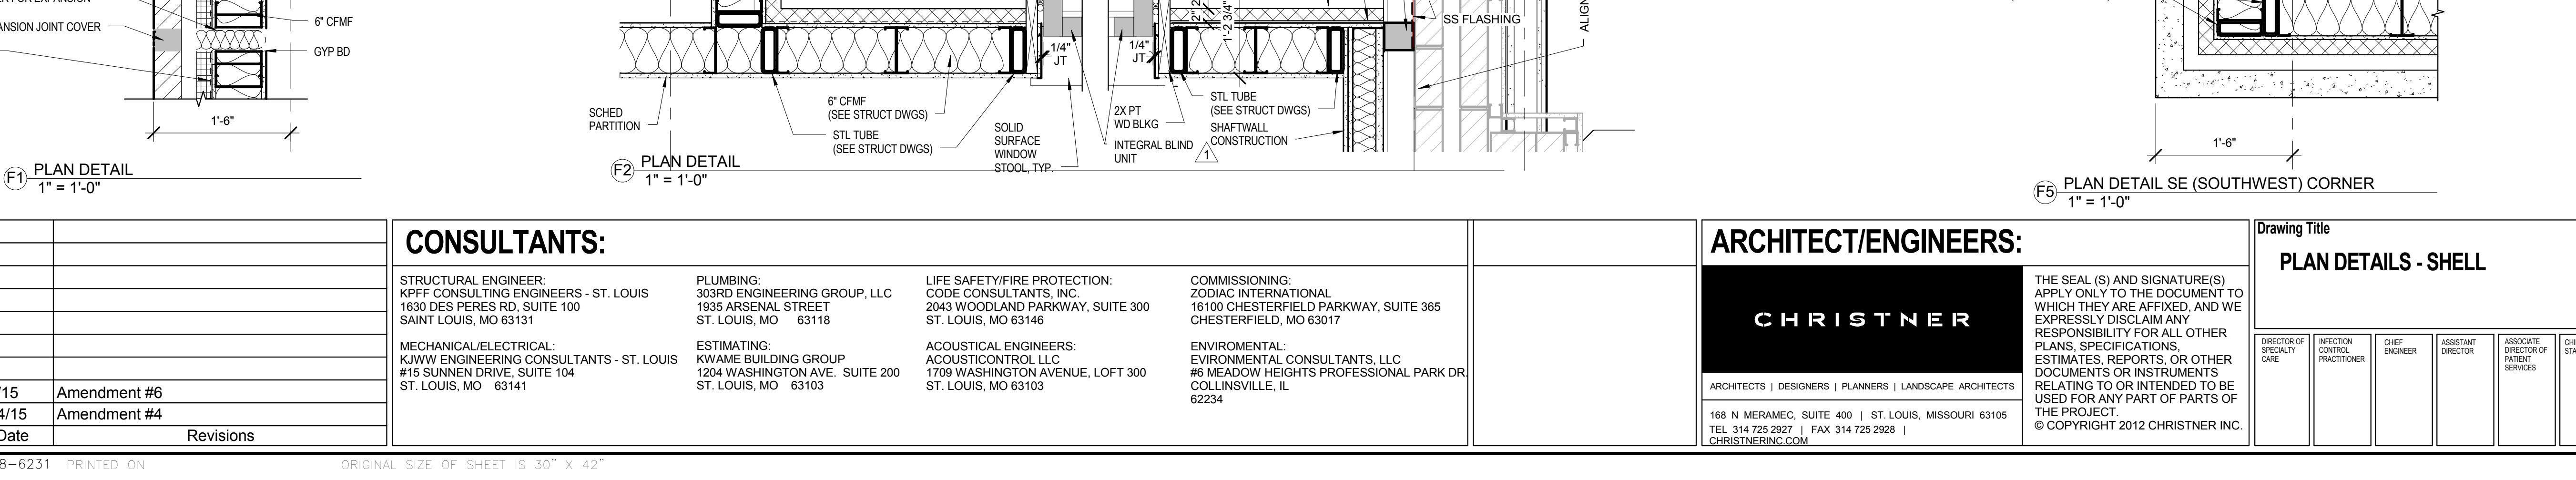 ANSION JOINT COVER
6" CFMF
GYP BD
1'-6"
F1
PLAN DETAIL
1" = 1'-0"
SCHED
PARTITION
6" CFMF
(SEE STRUCT DWGS)
STL TUBE
(SEE STRUCT DWGS)
SOLID
SURFACE
WINDOW
STOOL, TYP.
1/4"
JT
1/4"
JT
2X PT
WD BLKG
INTEGRAL BLIND
UNIT
1
1'-2 3/4"
2"
STL TUBE
(SEE STRUCT DWGS)
SHAFTWALL
CONSTRUCTION
SS FLASHING
ALIGN
F2
PLAN DETAIL
1" = 1'-0"
1'-6"
F5
PLAN DETAIL SE (SOUTHWEST) CORNER
1" = 1'-0"
/15
Amendment #6
4/15
Amendment #4
Date
Revisions
CONSULTANTS:
STRUCTURAL ENGINEER:
KPFF CONSULTING ENGINEERS - ST. LOUIS
1630 DES PERES RD, SUITE 100
SAINT LOUIS, MO 63131
MECHANICAL/ELECTRICAL:
KJWW ENGINEERING CONSULTANTS - ST. LOUIS
#15 SUNNEN DRIVE, SUITE 104
ST. LOUIS, MO 63141
PLUMBING:
303RD ENGINEERING GROUP, LLC
1935 ARSENAL STREET
ST. LOUIS, MO 63118
ESTIMATING:
KWAME BUILDING GROUP
1204 WASHINGTON AVE. SUITE 200
ST. LOUIS, MO 63103
LIFE SAFETY/FIRE PROTECTION:
CODE CONSULTANTS, INC.
2043 WOODLAND PARKWAY, SUITE 300
ST. LOUIS, MO 63146
ACOUSTICAL ENGINEERS:
ACOUSTICONTROL LLC
1709 WASHINGTON AVENUE, LOFT 300
ST. LOUIS, MO 63103
COMMISSIONING:
ZODIAC INTERNATIONAL
16100 CHESTERFIELD PARKWAY, SUITE 365
CHESTERFIELD, MO 63017
ENVIROMENTAL:
EVIRONMENTAL CONSULTANTS, LLC
#6 MEADOW HEIGHTS PROFESSIONAL PARK DR.
COLLINSVILLE, IL
62234
ARCHITECT/ENGINEERS:
CHRISTNER
ARCHITECTS | DESIGNERS | PLANNERS | LANDSCAPE ARCHITECTS
168 N MERAMEC, SUITE 400 | ST. LOUIS, MISSOURI 63105
TEL 314 725 2927 | FAX 314 725 2928 |
CHRISTNERINC.COM
THE SEAL (S) AND SIGNATURE(S)
APPLY ONLY TO THE DOCUMENT TO
WHICH THEY ARE AFFIXED, AND WE
EXPRESSLY DISCLAIM ANY
RESPONSIBILITY FOR ALL OTHER
PLANS, SPECIFICATIONS,
ESTIMATES, REPORTS, OR OTHER
DOCUMENTS OR INSTRUMENTS
RELATING TO OR INTENDED TO BE
USED FOR ANY PART OF PARTS OF
THE PROJECT.
© COPYRIGHT 2012 CHRISTNER INC.
Drawing Title
PLAN DETAILS - SHELL
DIRECTOR OF
SPECIALTY
CARE
INFECTION
CONTROL
PRACTITIONER
CHIEF
ENGINEER
ASSISTANT
DIRECTOR
ASSOCIATE
DIRECTOR OF
PATIENT
SERVICES
CHI
STA
8-6231 PRINTED ON
ORIGINAL SIZE OF SHEET IS 30" X 42"